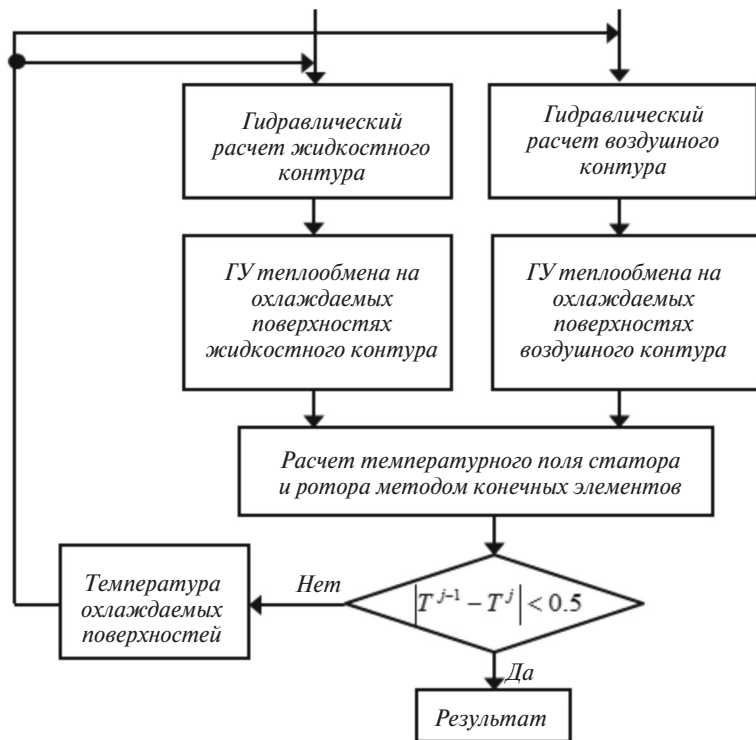 Гидравлический
расчет жидкостного
контура
Гидравлический
расчет воздушного
контура
ГУ теплообмена на
охлаждаемых
поверхностях
жидкостного контура
ГУ теплообмена на
охлаждаемых
поверхностях
воздушного контура
Расчет температурного поля статора
и ротора методом конечных элементов
Температура
охлаждаемых
поверхностей
Нет
|T^{j-1} − T^{j}| < 0.5
Да
Результат